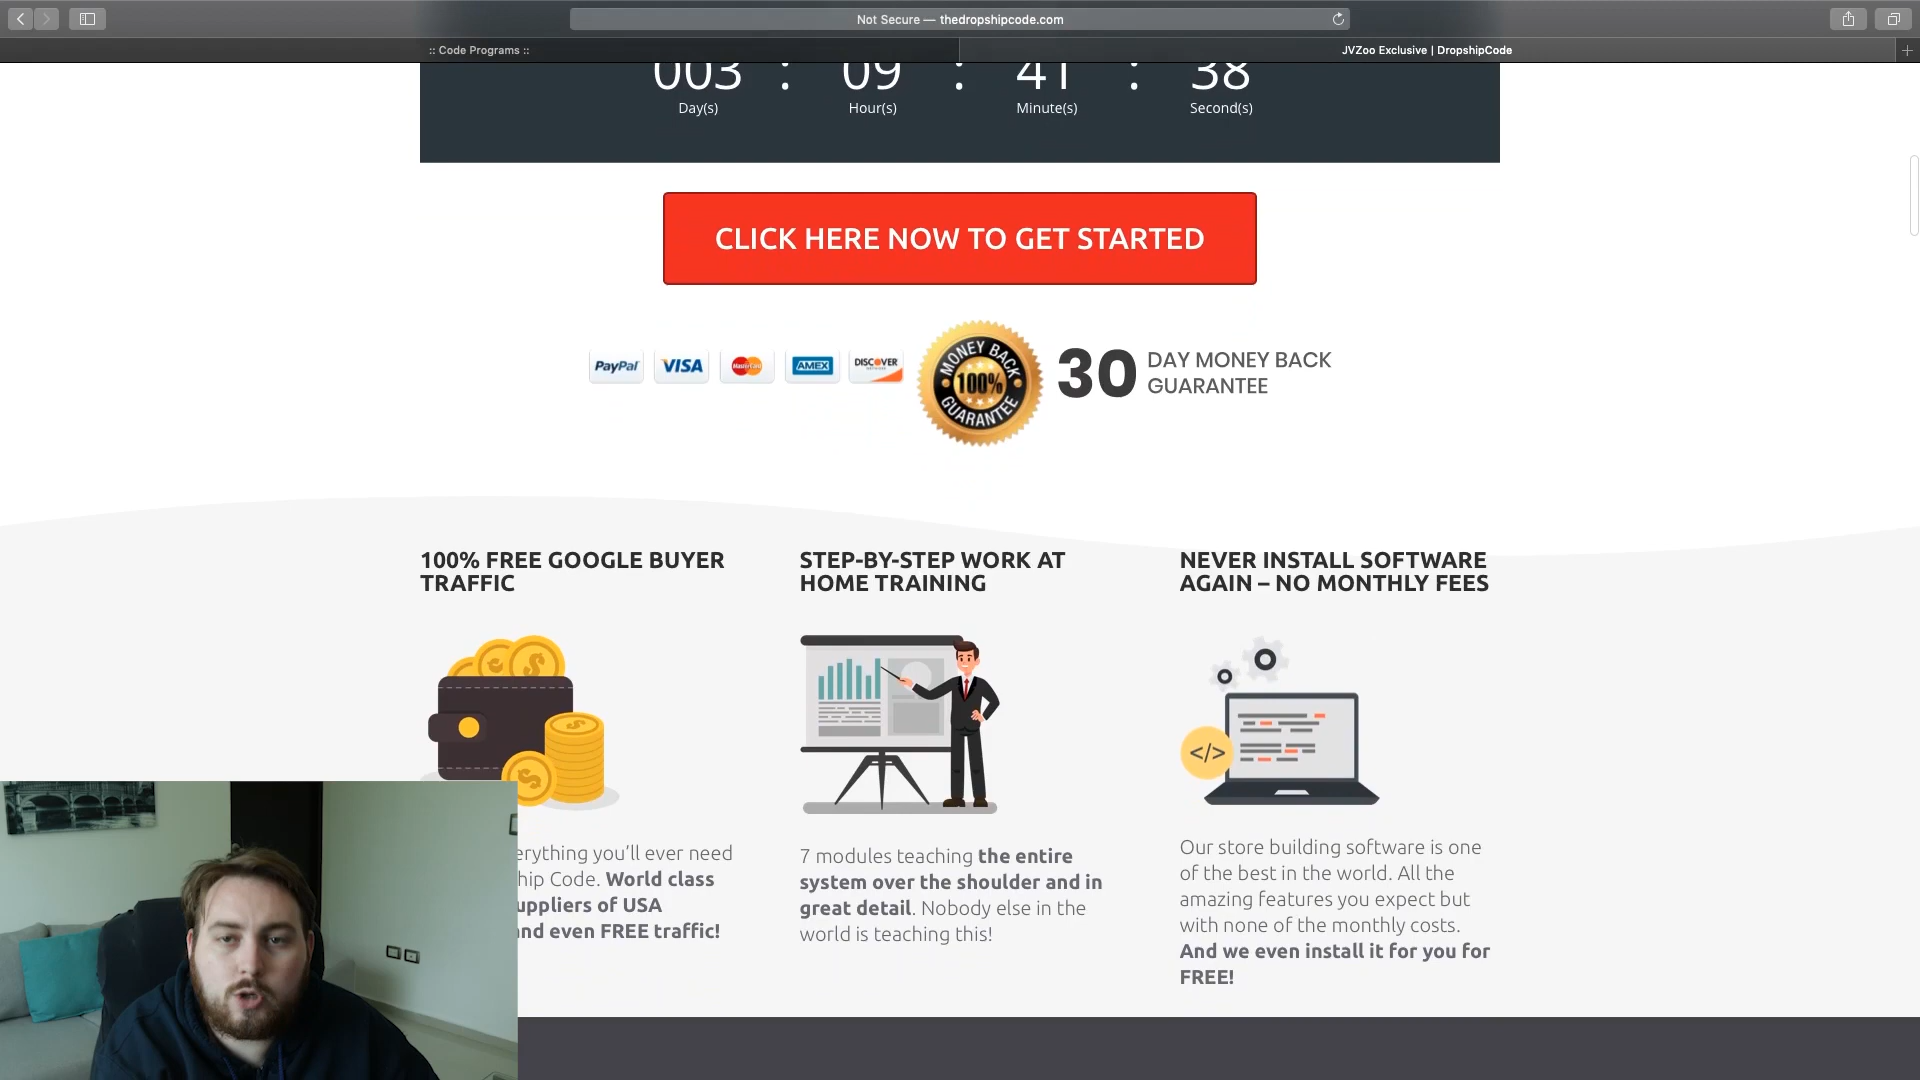 Not Secure — thedropshipcode.com
:: Code Programs ::
JVZoo Exclusive | DropshipCode
003 : 09 : 41 : 38
Day(s) Hour(s) Minute(s) Second(s)
CLICK HERE NOW TO GET STARTED
PayPal VISA MasterCard AMEX DISCOVER
MONEY BACK
100%
GUARANTEE
30 DAY MONEY BACK
GUARANTEE
100% FREE GOOGLE BUYER
TRAFFIC
erything you'll ever need
hip Code. World class
uppliers of USA
and even FREE traffic!
STEP-BY-STEP WORK AT
HOME TRAINING
7 modules teaching the entire
system over the shoulder and in
great detail. Nobody else in the
world is teaching this!
NEVER INSTALL SOFTWARE
AGAIN – NO MONTHLY FEES
</>
Our store building software is one
of the best in the world. All the
amazing features you expect but
with none of the monthly costs.
And we even install it for you for
FREE!